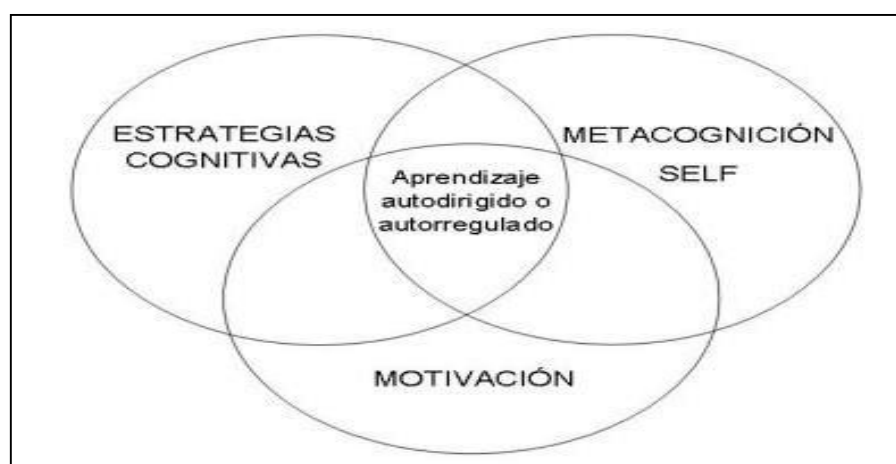 ESTRATEGIAS
COGNITIVAS
METACOGNICIÓN
SELF
Aprendizaje
autodirigido o
autorregulado
MOTIVACIÓN